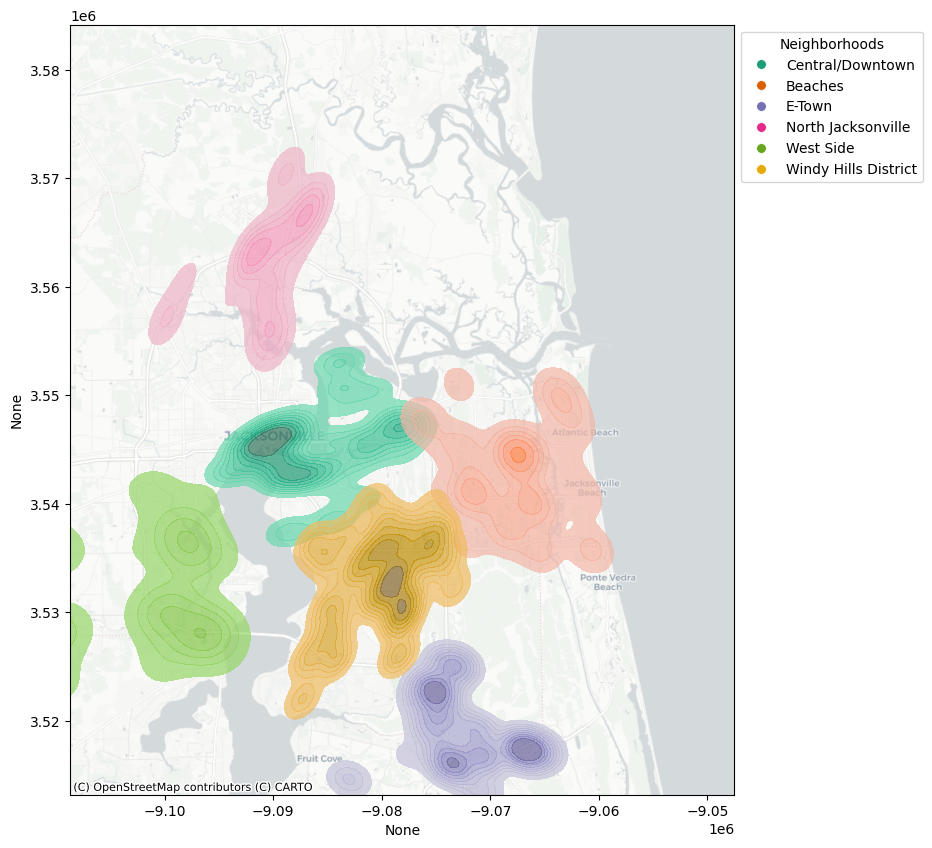 1e6
3.58
3.57
3.56
3.55
3.54
3.53
3.52
None
JACKSONVILLE
Atlantic Beach
Jacksonville
Beach
Ponte Vedra
Beach
Fruit Cove
(C) OpenStreetMap contributors (C) CARTO
−9.10
−9.09
−9.08
−9.07
−9.06
−9.05
None
1e6
Neighborhoods
Central/Downtown
Beaches
E-Town
North Jacksonville
West Side
Windy Hills District